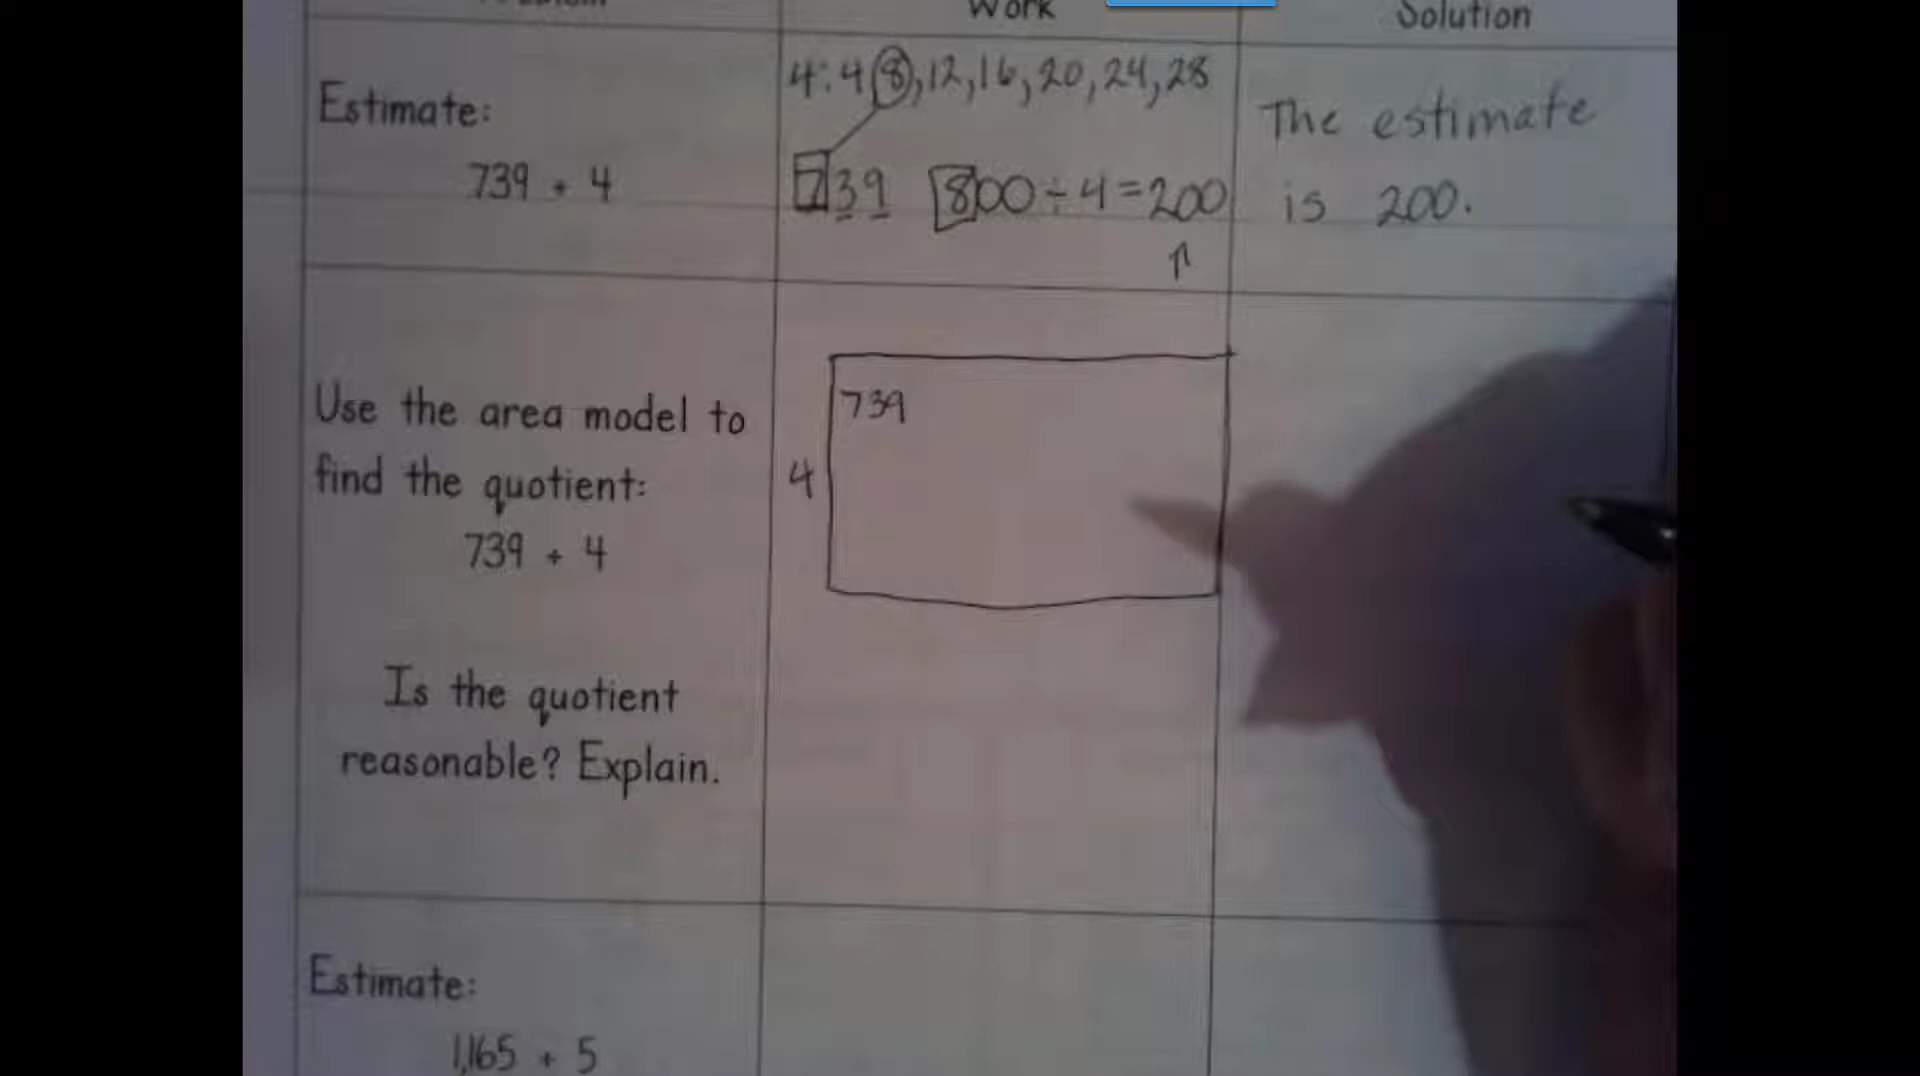 Work
Solution
Estimate:
739 ÷ 4
4:4 8, 12, 16, 20, 24, 28
739 800 ÷ 4 = 200
The estimate
is 200.
Use the area model to
find the quotient:
739 ÷ 4
Is the quotient
reasonable? Explain.
739
4
Estimate:
1,165 ÷ 5